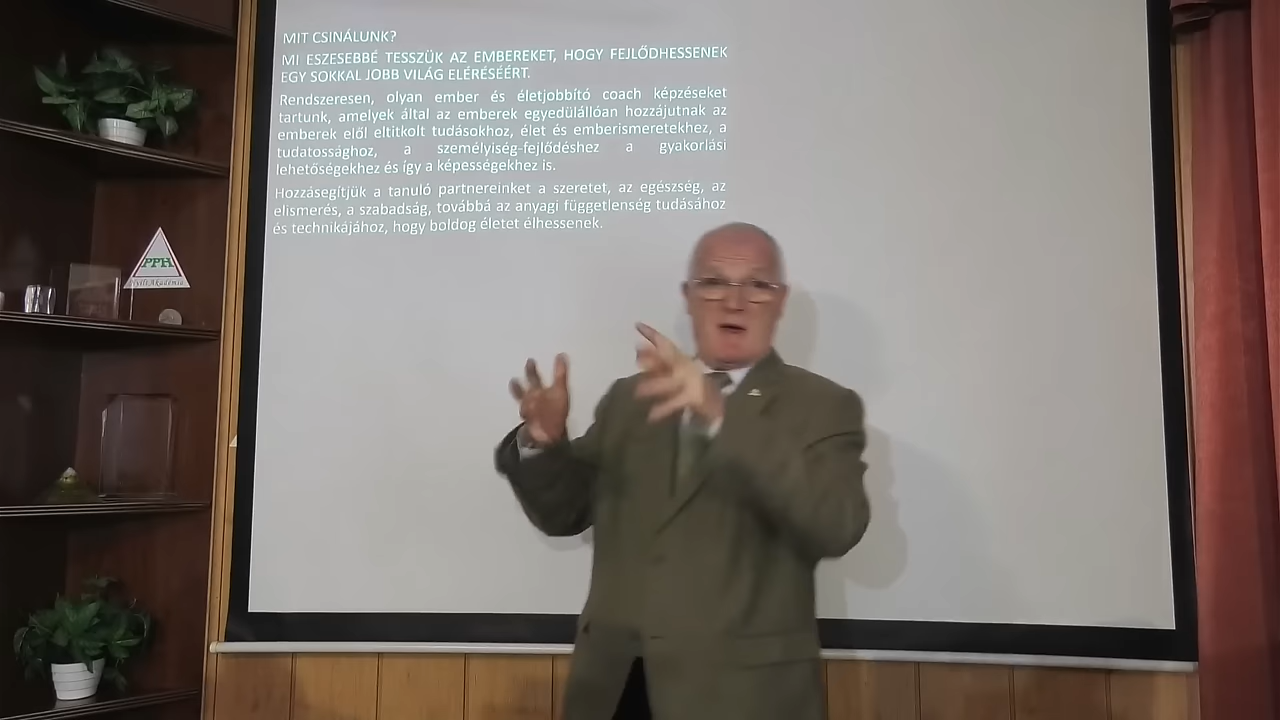 MIT CSINÁLUNK?
MI ESZESEBBÉ TESSZÜK AZ EMBEREKET, HOGY FEJLŐDHESSENEK
EGY SOKKAL JOBB VILÁG ELÉRÉSÉÉRT.
Rendszeresen, olyan ember és életjobbító coach képzéseket
tartunk, amelyek által az emberek egyedülállóan hozzájutnak az
emberek elől eltitkolt tudásokhoz, élet és emberismeretekhez, a
tudatossághoz, a személyiség-fejlődéshez a gyakorlási
lehetőségekhez és így a képességekhez is.
Hozzásegítjük a tanuló partnereinket a szeretet, az egészség, az
elismerés, a szabadság, továbbá az anyagi függetlenség tudásához
és technikájához, hogy boldog életet élhessenek.
PPH
Nyílt Akadémia